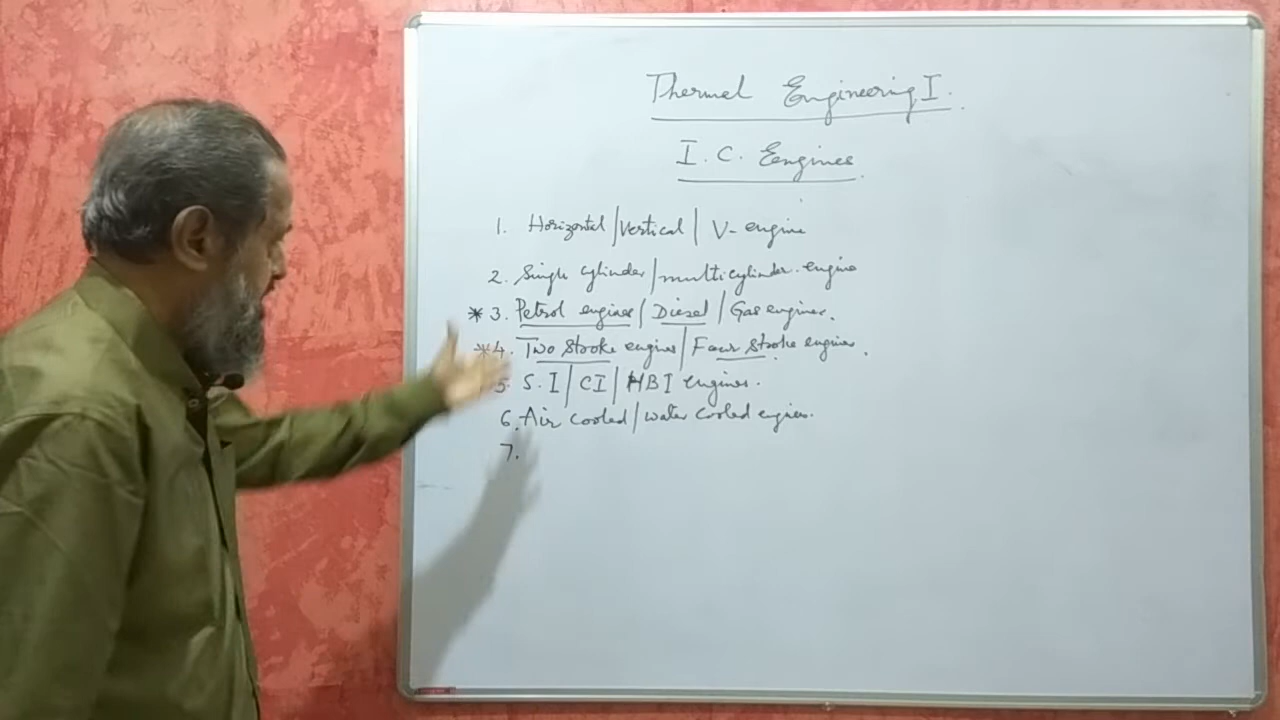 Thermal Engineering I.
I. C. Eengines.
1. Horizontal / Vertical / V- engine
2. Single cylinder / multicylinder. engine
* 3. Petrol engines / Diesel / Gas engines.
* 4. Two Stroke engines / Four stroke engines.
5. S. I / CI / HBI engines.
6. Air cooled / water cooled engines.
7.